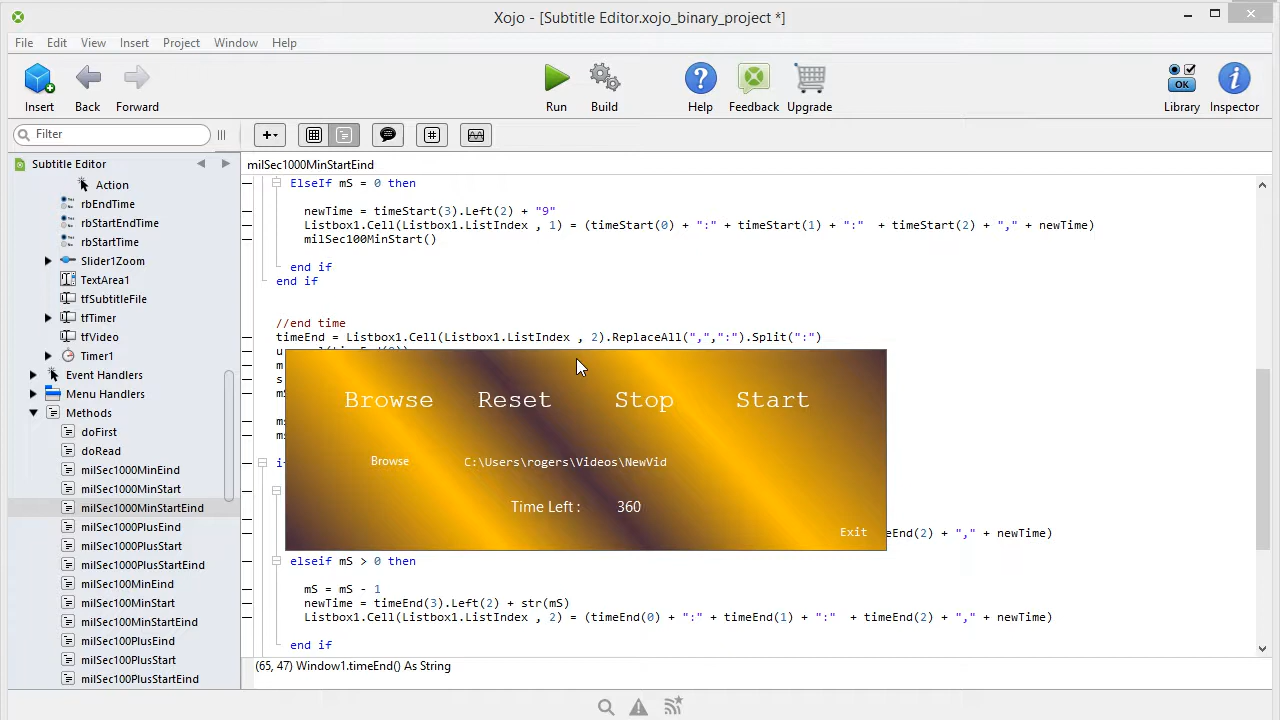 Xojo - [Subtitle Editor.xojo_binary_project *]
File Edit View Insert Project Window Help
Insert Back Forward Run Build Help Feedback Upgrade OK Library Inspector
Filter
Subtitle Editor
Action
rbEndTime
rbStartEndTime
rbStartTime
Slider1Zoom
TextArea1
tfSubtitleFile
tfTimer
tfVideo
Timer1
Event Handlers
Menu Handlers
Methods
doFirst
doRead
milSec1000MinEind
milSec1000MinStart
milSec1000MinStartEind
milSec1000PlusEind
milSec1000PlusStart
milSec1000PlusStartEind
milSec100MinEind
milSec100MinStart
milSec100MinStartEind
milSec100PlusEind
milSec100PlusStart
milSec100PlusStartEind
milSec1000MinStartEind
ElseIf mS = 0 then
newTime = timeStart(3).Left(2) + "9"
Listbox1.Cell(Listbox1.ListIndex , 1) = (timeStart(0) + ":" + timeStart(1) + ":"  + timeStart(2) + "," + newTime)
milSec100MinStart()
end if
end if
//end time
timeEnd = Listbox1.Cell(Listbox1.ListIndex , 2).ReplaceAll(",",":").Split(":")
Browse Reset Stop Start
Browse C:\Users\rogers\Videos\NewVid
Time Left : 360
Exit
eEnd(2) + "," + newTime)
elseif mS > 0 then
mS = mS - 1
newTime = timeEnd(3).Left(2) + str(mS)
Listbox1.Cell(Listbox1.ListIndex , 2) = (timeEnd(0) + ":" + timeEnd(1) + ":"  + timeEnd(2) + "," + newTime)
end if
(65, 47) Window1.timeEnd() As String